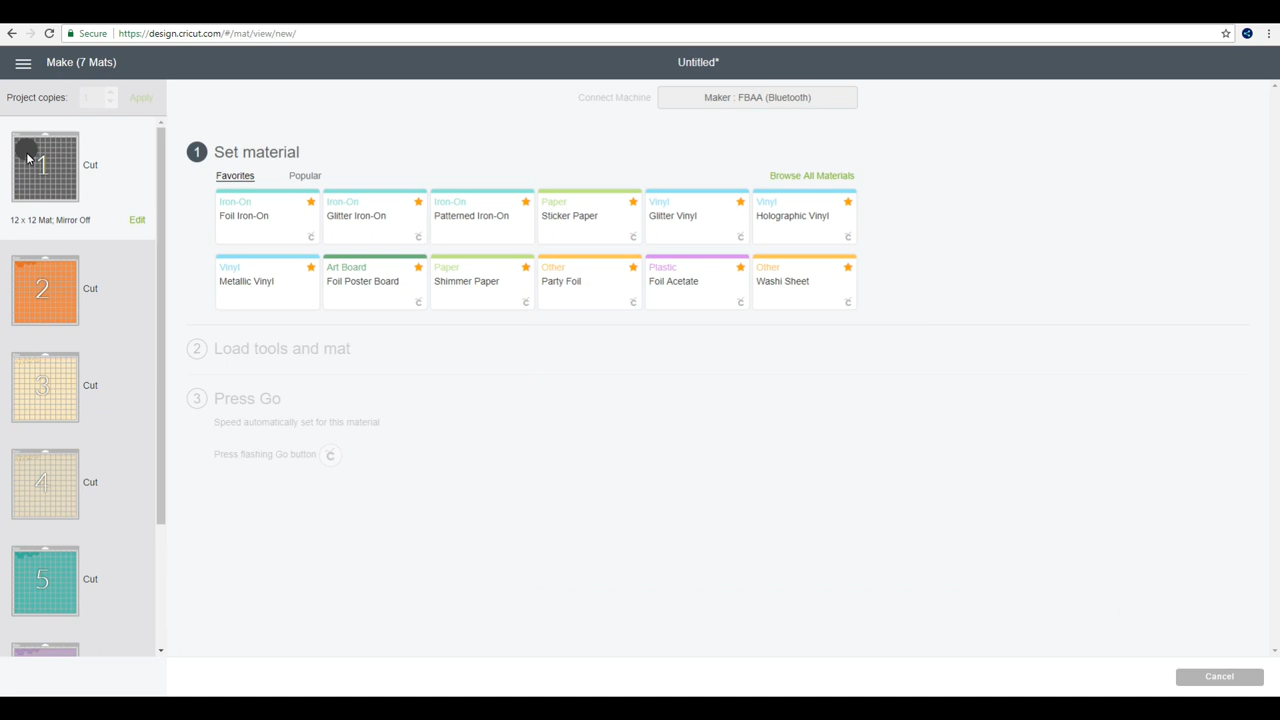 Secure https://design.cricut.com/#/mat/view/new/
Make (7 Mats) Untitled*
Project copies: 1 Apply
Connect Machine Maker : FBAA (Bluetooth)
1 Cut
12 x 12 Mat; Mirror Off Edit
2 Cut
3 Cut
4 Cut
5 Cut
1 Set material
Favorites Popular Browse All Materials
Iron-On Iron-On Iron-On Paper Vinyl Vinyl
Foil Iron-On Glitter Iron-On Patterned Iron-On Sticker Paper Glitter Vinyl Holographic Vinyl
Vinyl Art Board Paper Other Plastic Other
Metallic Vinyl Foil Poster Board Shimmer Paper Party Foil Foil Acetate Washi Sheet
2 Load tools and mat
3 Press Go
Speed automatically set for this material
Press flashing Go button
Cancel